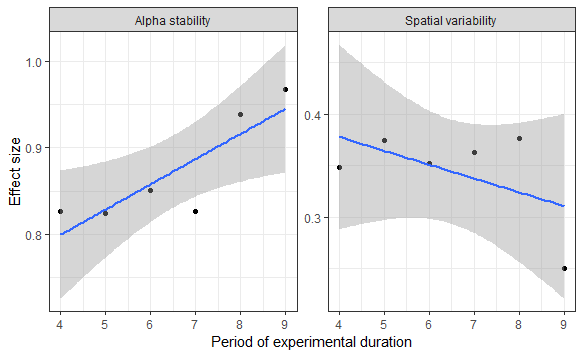 Alpha stability
Spatial variability
Effect size
1.0
0.9
0.8
0.4
0.3
4 5 6 7 8 9
4 5 6 7 8 9
Period of experimental duration